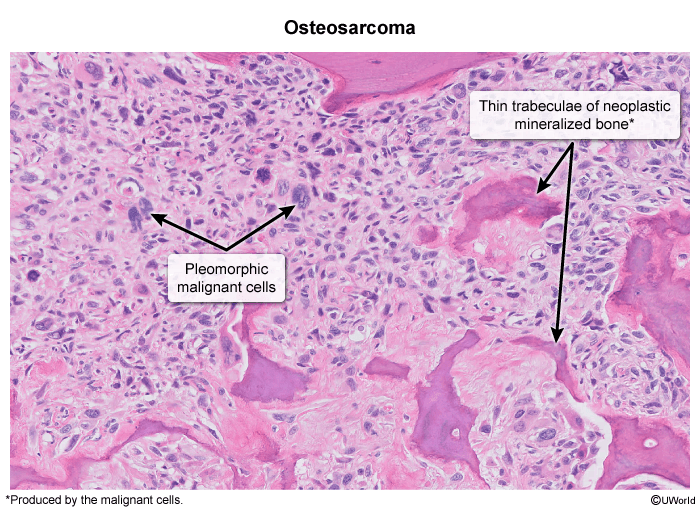 Osteosarcoma
Thin trabeculae of neoplastic
mineralized bone*
Pleomorphic
malignant cells
*Produced by the malignant cells.
©UWorld